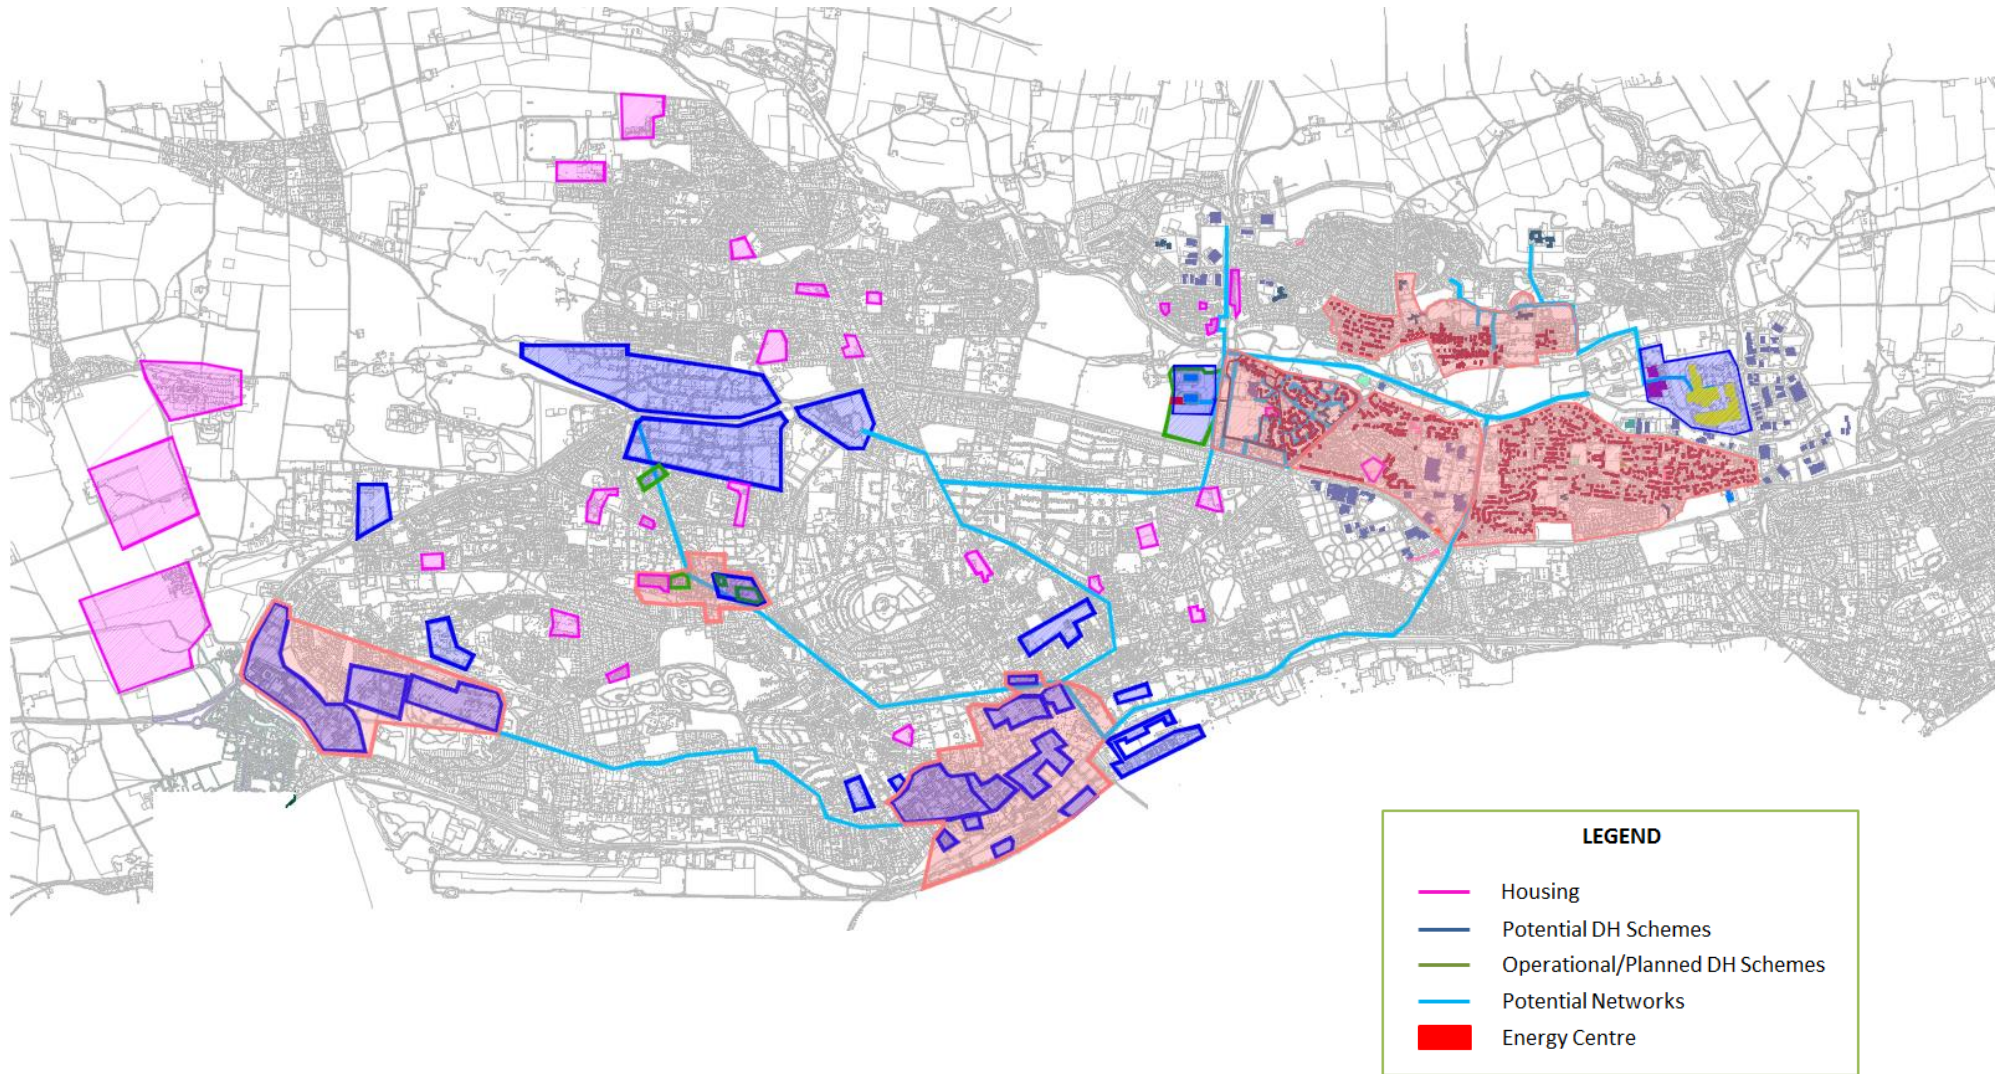 LEGEND
Housing
Potential DH Schemes
Operational/Planned DH Schemes
Potential Networks
Energy Centre